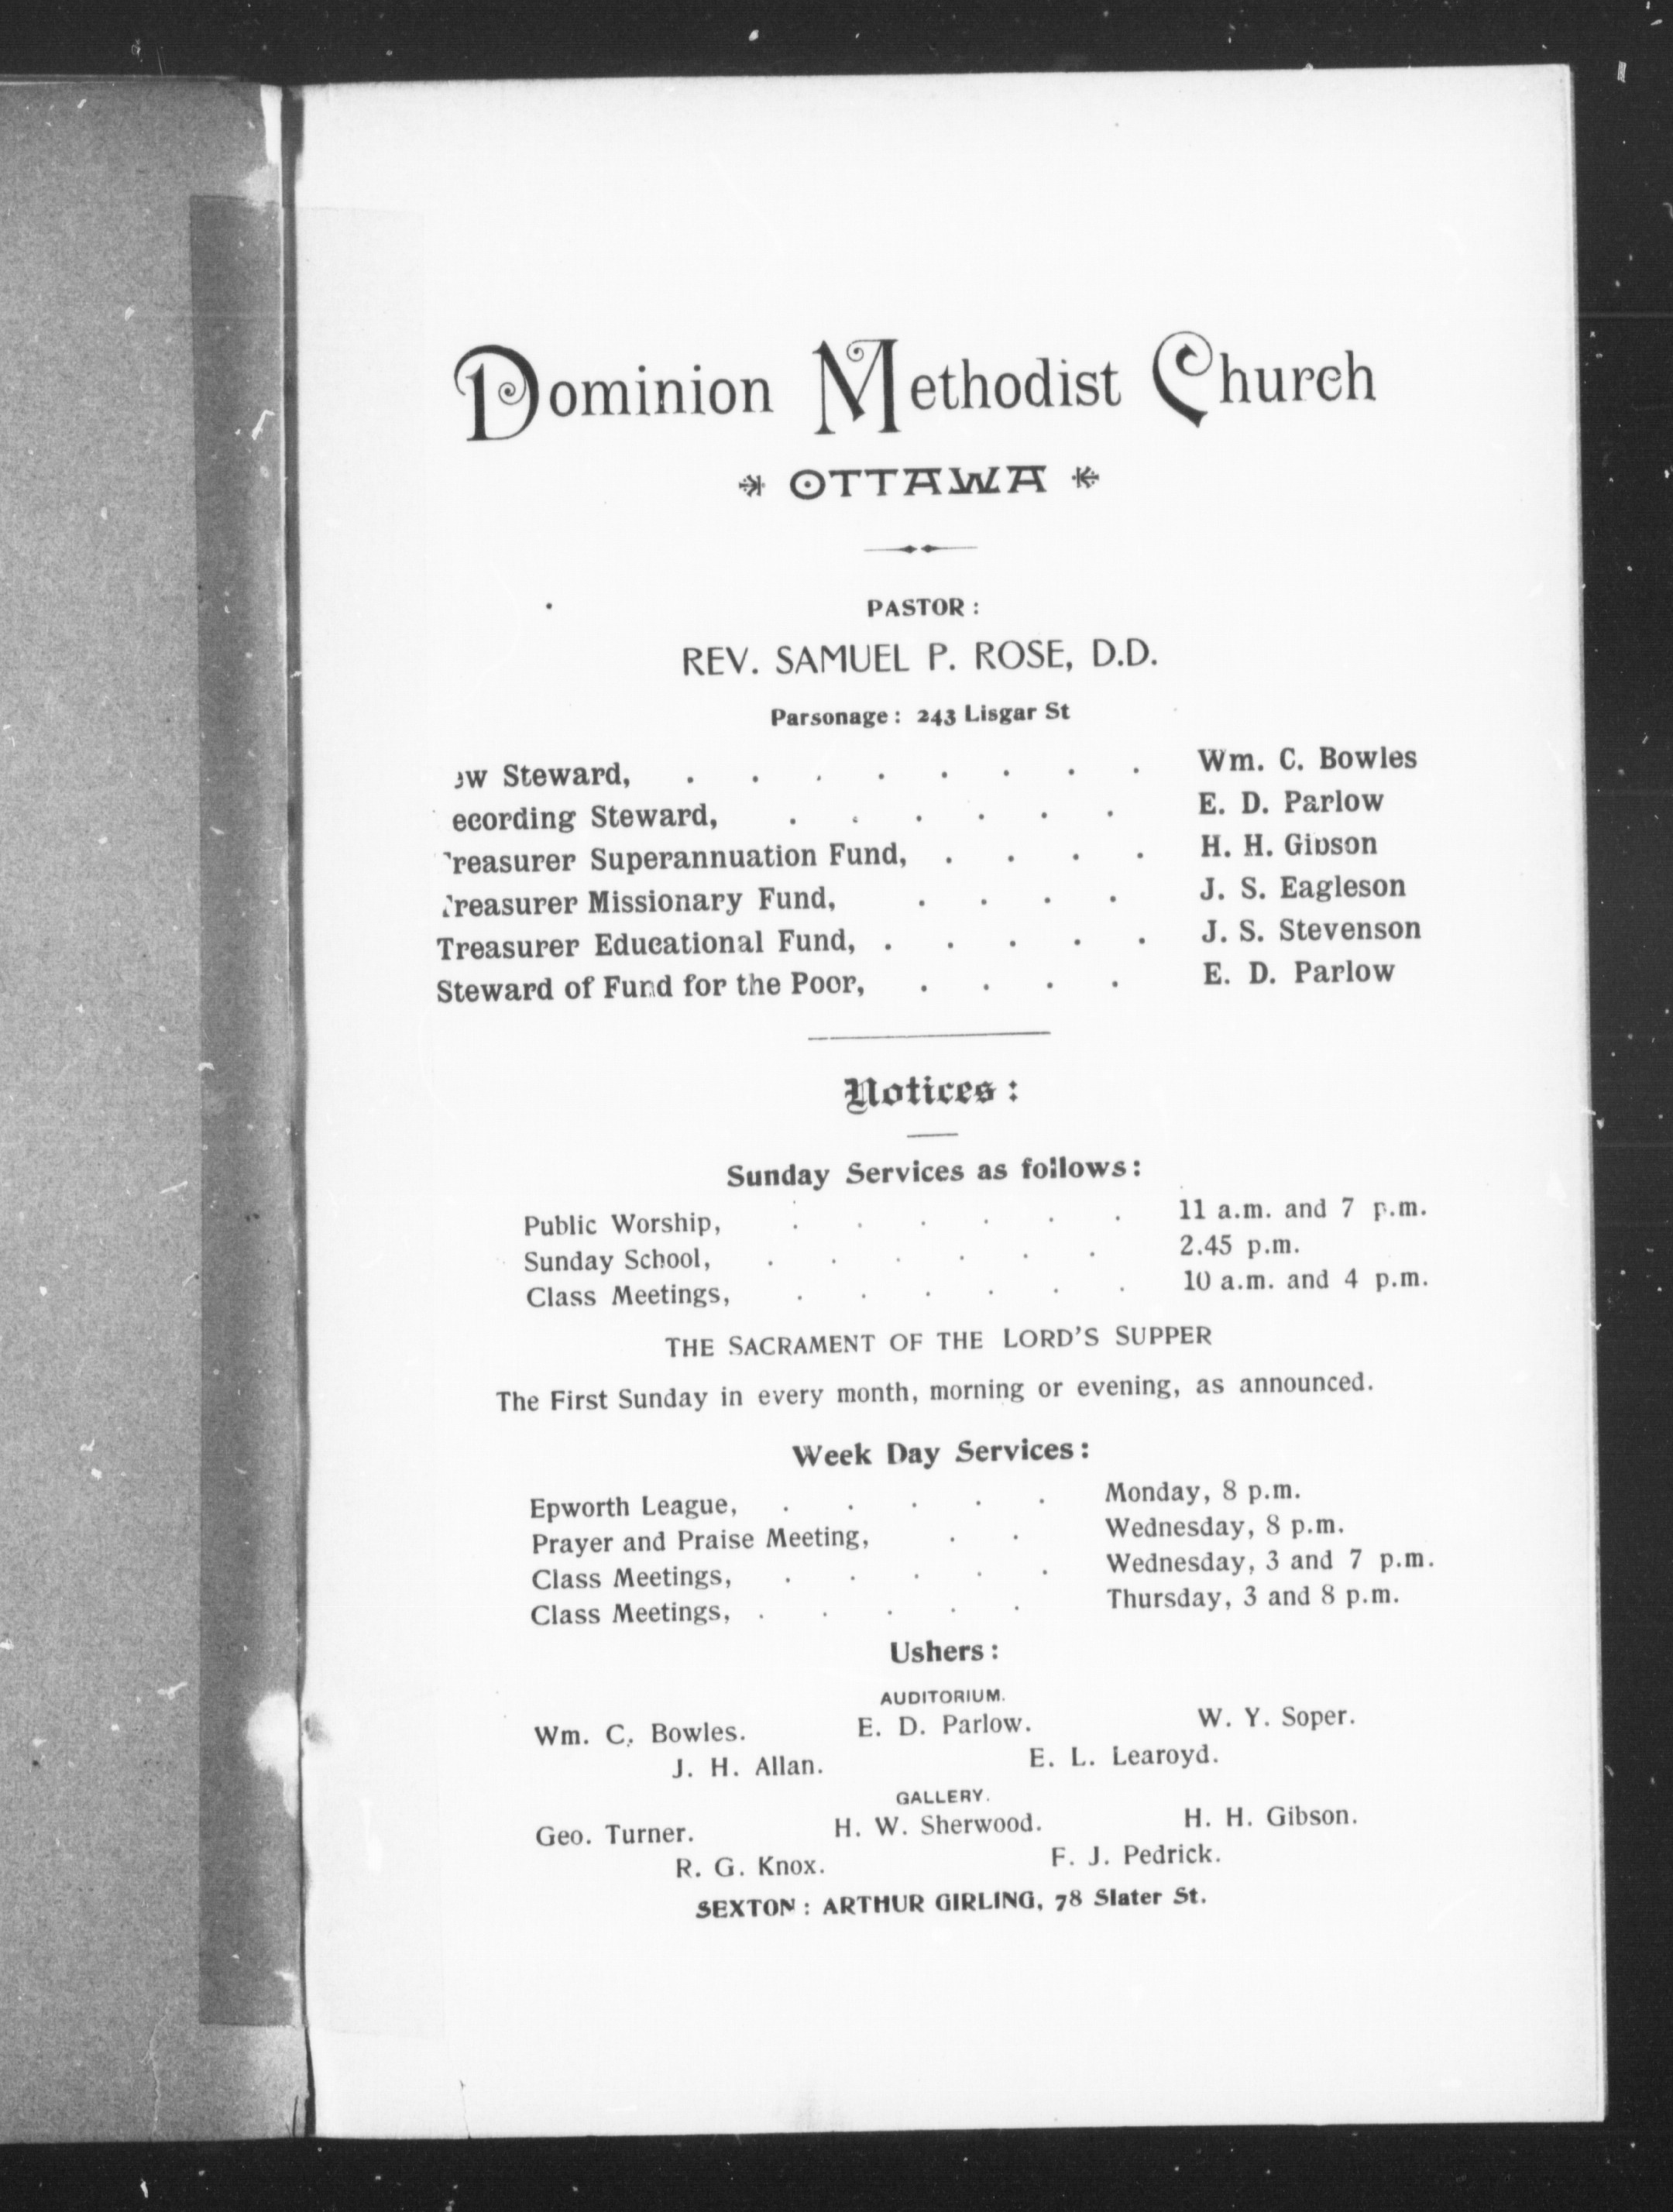 Dominion Methodist Church
OTTAWA
PASTOR :
REV. SAMUEL P. ROSE, D.D.
Parsonage : 243 Lisgar St
ew Steward, . . . . . . . . Wm. C. Bowles
ecording Steward, . . . . . . E. D. Parlow
Treasurer Superannuation Fund, . . . . H. H. Gibson
Treasurer Missionary Fund, . . . . J. S. Eagleson
Treasurer Educational Fund, . . . . . J. S. Stevenson
Steward of Fund for the Poor, . . . . E. D. Parlow
Notices :
Sunday Services as follows :
Public Worship, . . . . . . 11 a.m. and 7 p.m.
Sunday School, . . . . . . 2.45 p.m.
Class Meetings, . . . . . . 10 a.m. and 4 p.m.
THE SACRAMENT OF THE LORD'S SUPPER
The First Sunday in every month, morning or evening, as announced.
Week Day Services :
Epworth League, . . . . . Monday, 8 p.m.
Prayer and Praise Meeting, . . Wednesday, 8 p.m.
Class Meetings, . . . . . Wednesday, 3 and 7 p.m.
Class Meetings, . . . . . Thursday, 3 and 8 p.m.
Ushers :
AUDITORIUM.
Wm. C. Bowles. E. D. Parlow. W. Y. Soper.
J. H. Allan. E. L. Learoyd.
GALLERY.
Geo. Turner. H. W. Sherwood. H. H. Gibson.
R. G. Knox. F. J. Pedrick.
SEXTON : ARTHUR GIRLING, 78 Slater St.